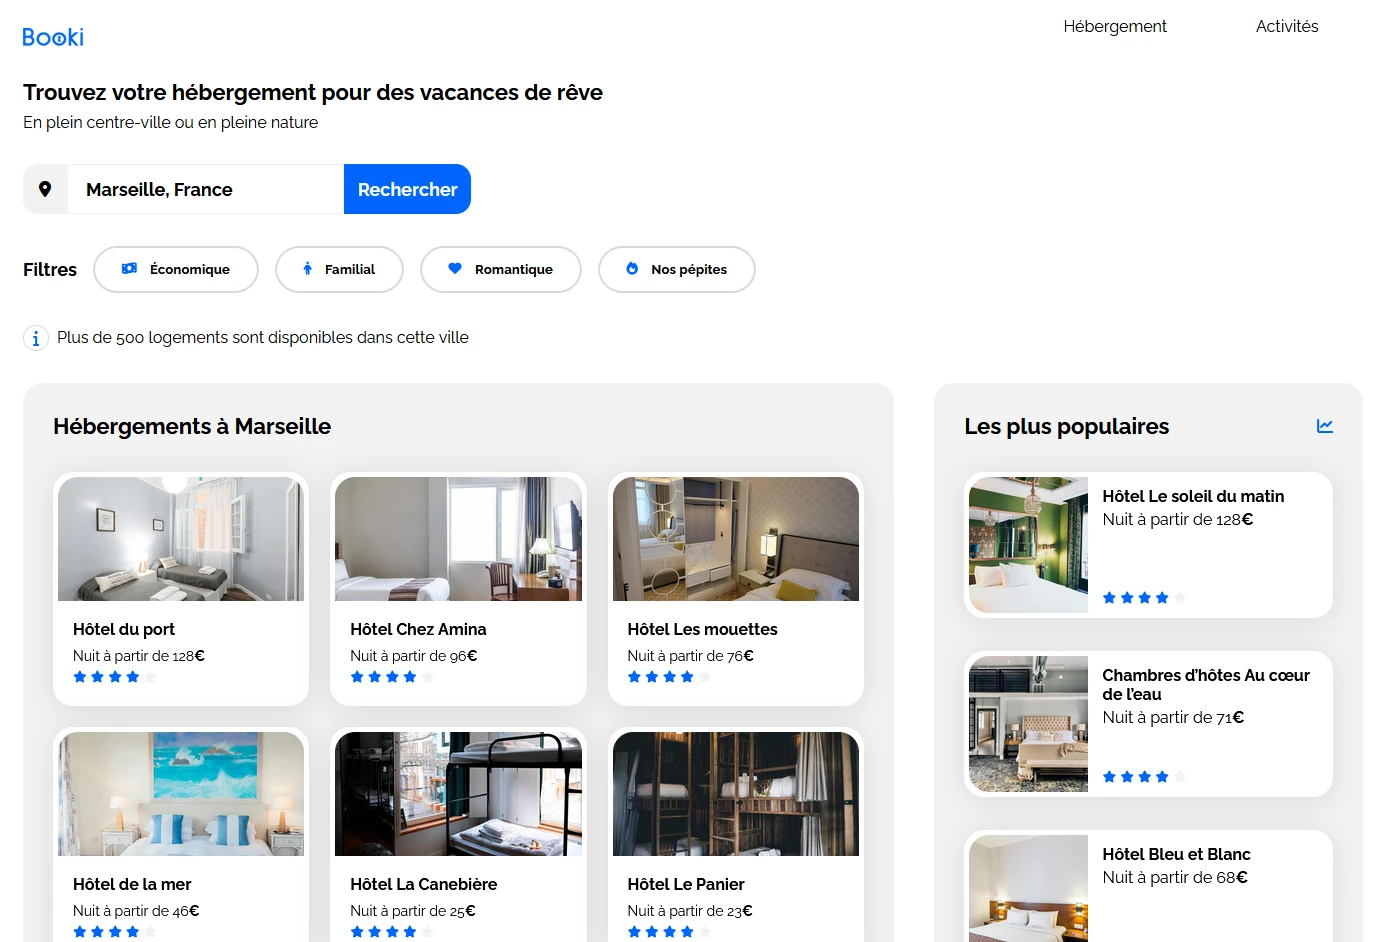 Booki
Hébergement
Activités
Trouvez votre hébergement pour des vacances de rêve
En plein centre-ville ou en pleine nature
Marseille, France
Rechercher
Filtres
Économique
Familial
Romantique
Nos pépites
Plus de 500 logements sont disponibles dans cette ville
Hébergements à Marseille
Hôtel du port
Nuit à partir de 128€
Hôtel Chez Amina
Nuit à partir de 96€
Hôtel Les mouettes
Nuit à partir de 76€
Hôtel de la mer
Nuit à partir de 46€
Hôtel La Canebière
Nuit à partir de 25€
Hôtel Le Panier
Nuit à partir de 23€
Les plus populaires
Hôtel Le soleil du matin
Nuit à partir de 128€
Chambres d’hôtes Au cœur
de l’eau
Nuit à partir de 71€
Hôtel Bleu et Blanc
Nuit à partir de 68€